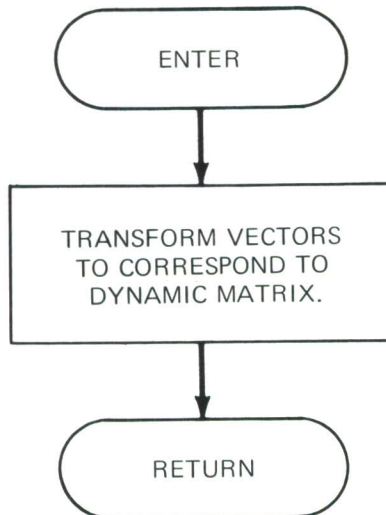 ENTER
TRANSFORM VECTORS
TO CORRESPOND TO
DYNAMIC MATRIX.
RETURN